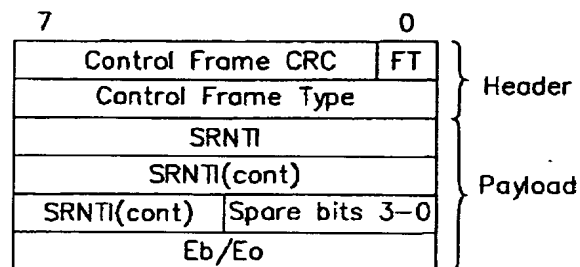 7 0
Control Frame CRC FT
Control Frame Type
Header
SRNTI
SRNTI(cont)
SRNTI(cont) Spare bits 3-0
Payload
Eb/Eo